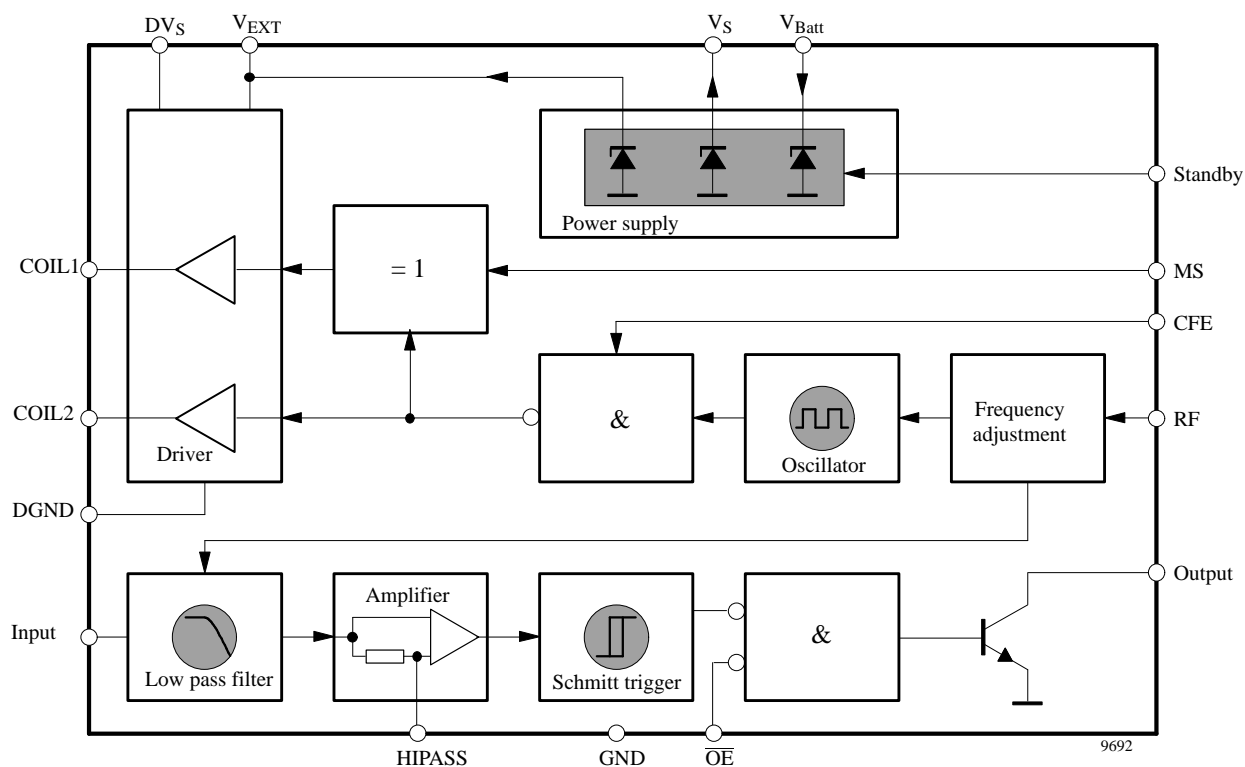 DVS VEXT VS VBatt
Standby
Power supply
COIL1
= 1
MS
CFE
COIL2
&
Frequency
adjustment
RF
Driver
Oscillator
DGND
Output
Amplifier
Input
&
Low pass filter
Schmitt trigger
HIPASS GND O̅E̅
9692